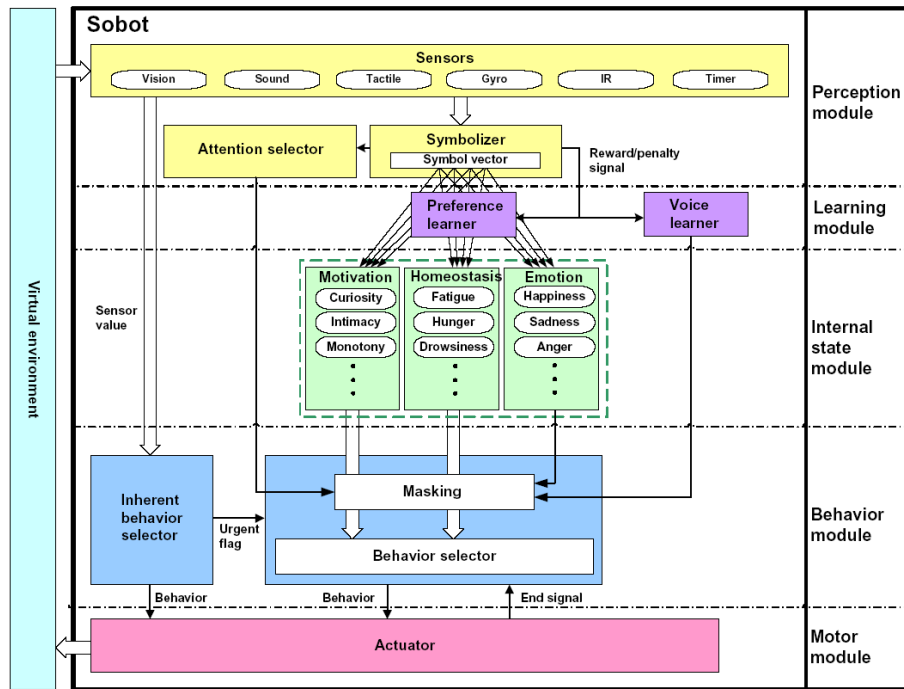 Sobot
Sensors
Vision
Sound
Tactile
Gyro
IR
Timer
Perception
module
Attention selector
Symbolizer
Symbol vector
Reward/penalty
signal
Preference
learner
Voice
learner
Learning
module
Virtual environment
Sensor
value
Motivation
Curiosity
Intimacy
Monotony
Homeostasis
Fatigue
Hunger
Drowsiness
Emotion
Happiness
Sadness
Anger
Internal
state
module
Inherent
behavior
selector
Urgent
flag
Masking
Behavior selector
Behavior
module
Behavior
Behavior
End signal
Actuator
Motor
module